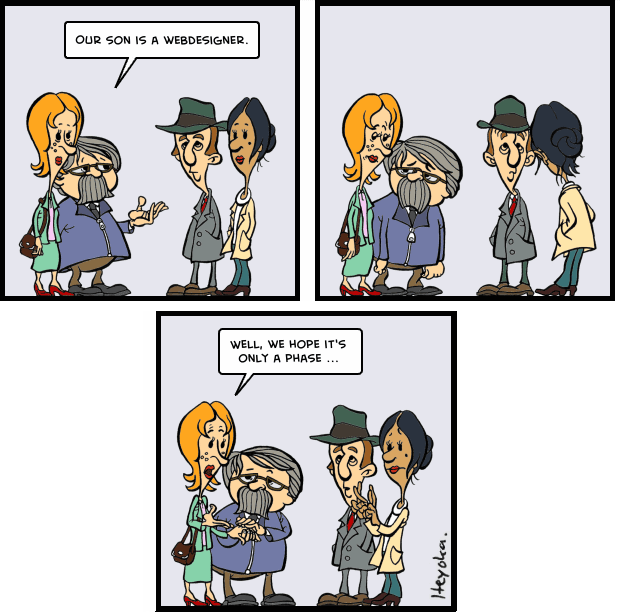 OUR SON IS A WEBDESIGNER.
WELL, WE HOPE IT'S
ONLY A PHASE ...
Heyoka.